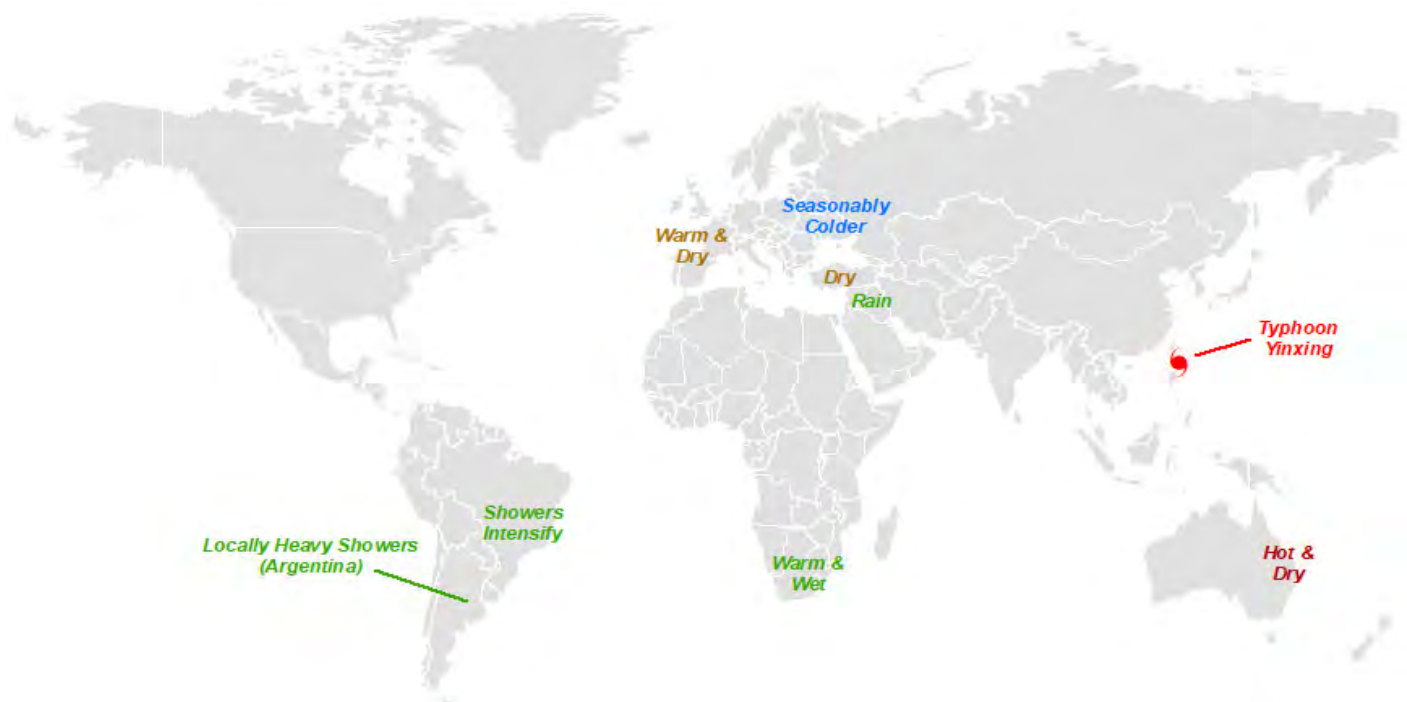 Seasonably
Colder
Warm &
Dry
Dry
Rain
Typhoon
Yinxing
Showers
Intensify
Locally Heavy Showers
(Argentina)
Warm &
Wet
Hot &
Dry